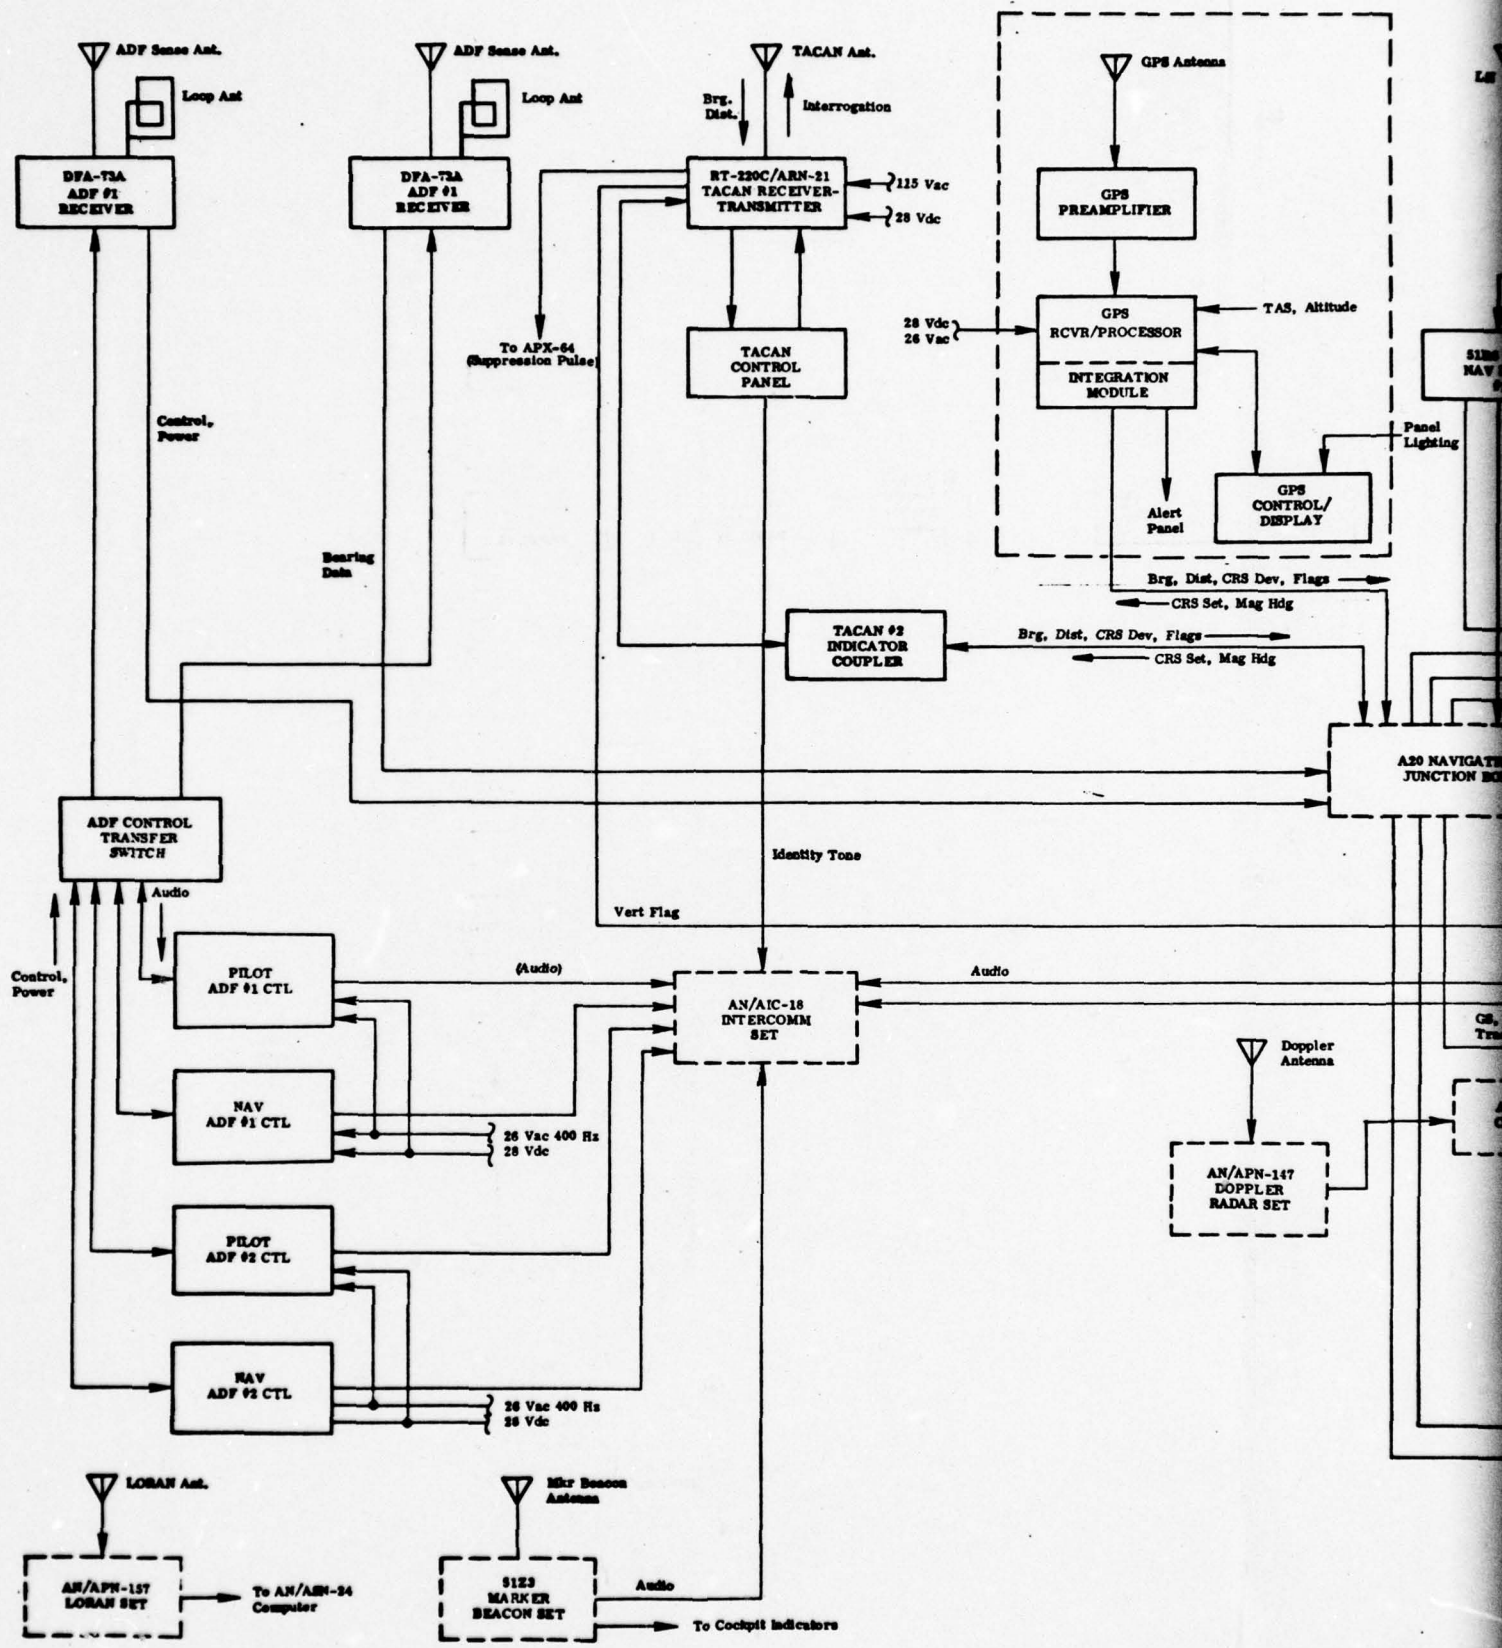 ADF Sense Ant.
Loop Ant
DFA-73A
ADF #1
RECEIVER
ADF Sense Ant.
Loop Ant
DFA-73A
ADF #1
RECEIVER
TACAN Ant.
Brg.
Dist.
Interrogation
RT-220C/ARN-21
TACAN RECEIVER-
TRANSMITTER
115 Vac
28 Vdc
To APX-64
(Suppression Pulse)
TACAN
CONTROL
PANEL
GPS Antenna
GPS
PREAMPLIFIER
28 Vdc
26 Vac
GPS
RCVR/PROCESSOR
INTEGRATION
MODULE
TAS, Altitude
Panel
Lighting
Alert
Panel
GPS
CONTROL/
DISPLAY
NAV
Control,
Power
Bearing
Data
Brg, Dist, CRS Dev, Flags
CRS Set, Mag Hdg
TACAN #2
INDICATOR
COUPLER
Brg, Dist, CRS Dev, Flags
CRS Set, Mag Hdg
A20 NAVIGAT
JUNCTION BO
ADF CONTROL
TRANSFER
SWITCH
Audio
Control,
Power
Identity Tone
Vert Flag
PILOT
ADF #1 CTL
(Audio)
AN/AIC-18
INTERCOMM
SET
Audio
GS,
Doppler
Antenna
NAV
ADF #1 CTL
26 Vac 400 Hz
28 Vdc
AN/APN-147
DOPPLER
RADAR SET
PILOT
ADF #2 CTL
NAV
ADF #2 CTL
26 Vac 400 Hz
28 Vdc
LORAN Ant.
AN/APN-157
LORAN SET
To AN/ASN-24
Computer
Mkr Beacon
Antenna
51Z3
MARKER
BEACON SET
Audio
To Cockpit Indicators